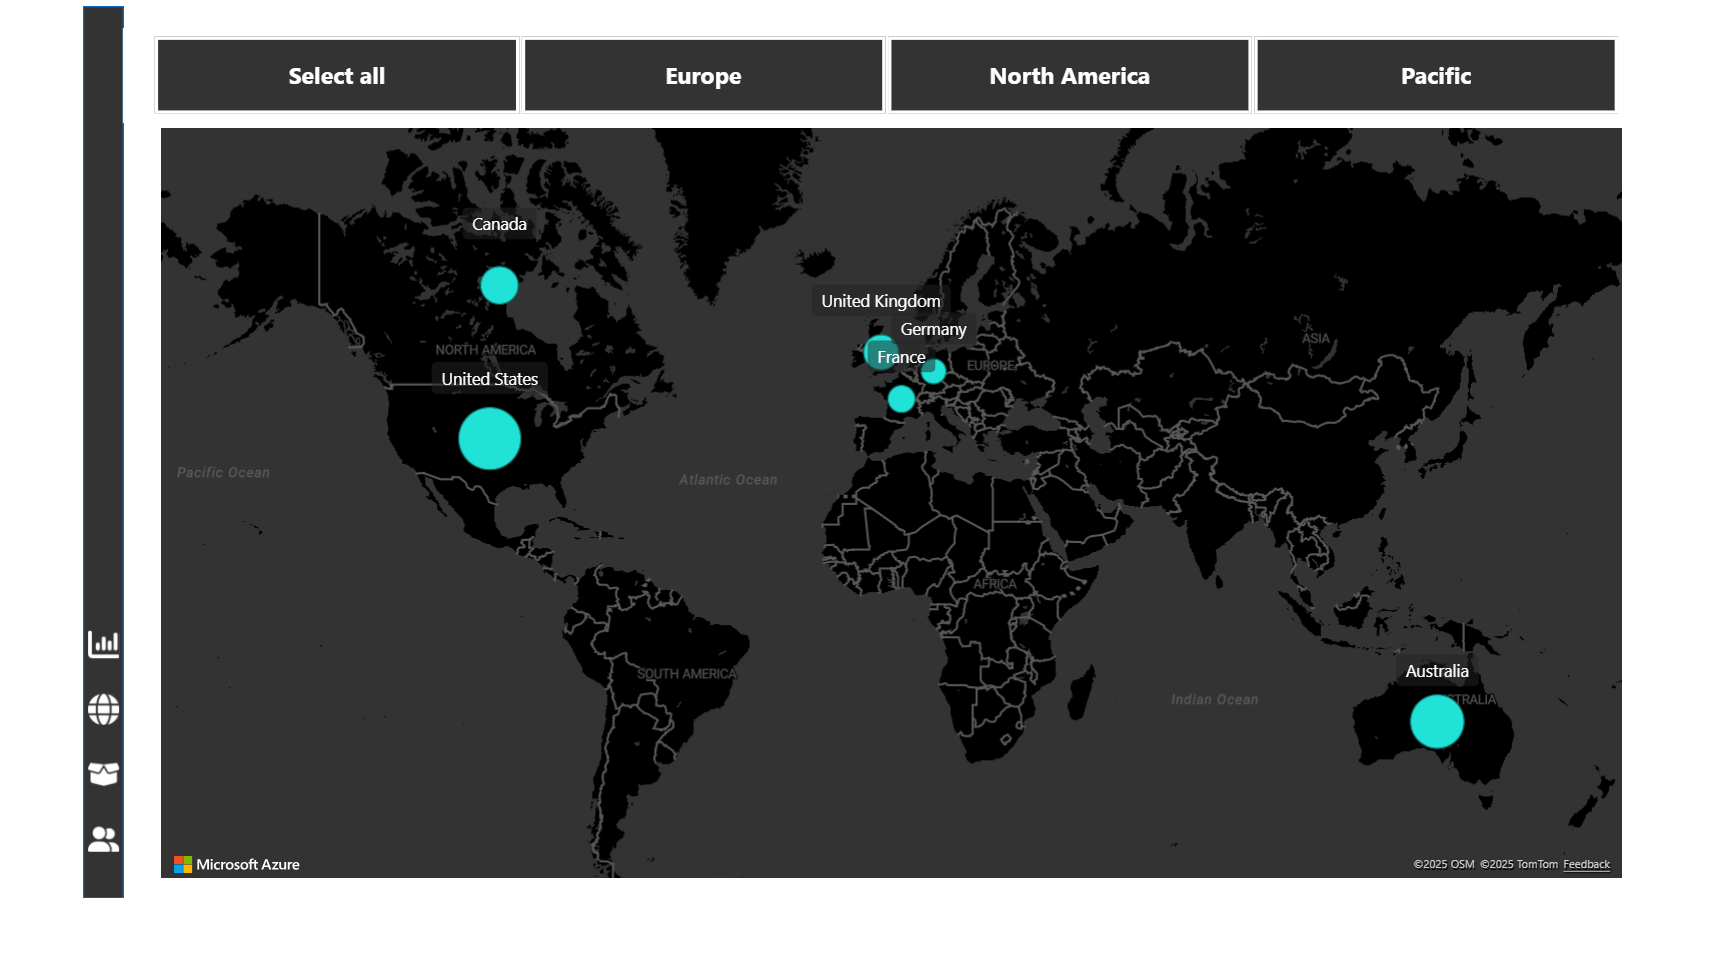 Select all
Europe
North America
Pacific
Canada
United Kingdom
Germany
ASIA
NORTH AMERICA
France
EUROPE
United States
Pacific Ocean
Atlantic Ocean
AFRICA
SOUTH AMERICA
Australia
Indian Ocean
STRALIA
Microsoft Azure
©2025 OSM ©2025 TomTom Feedback